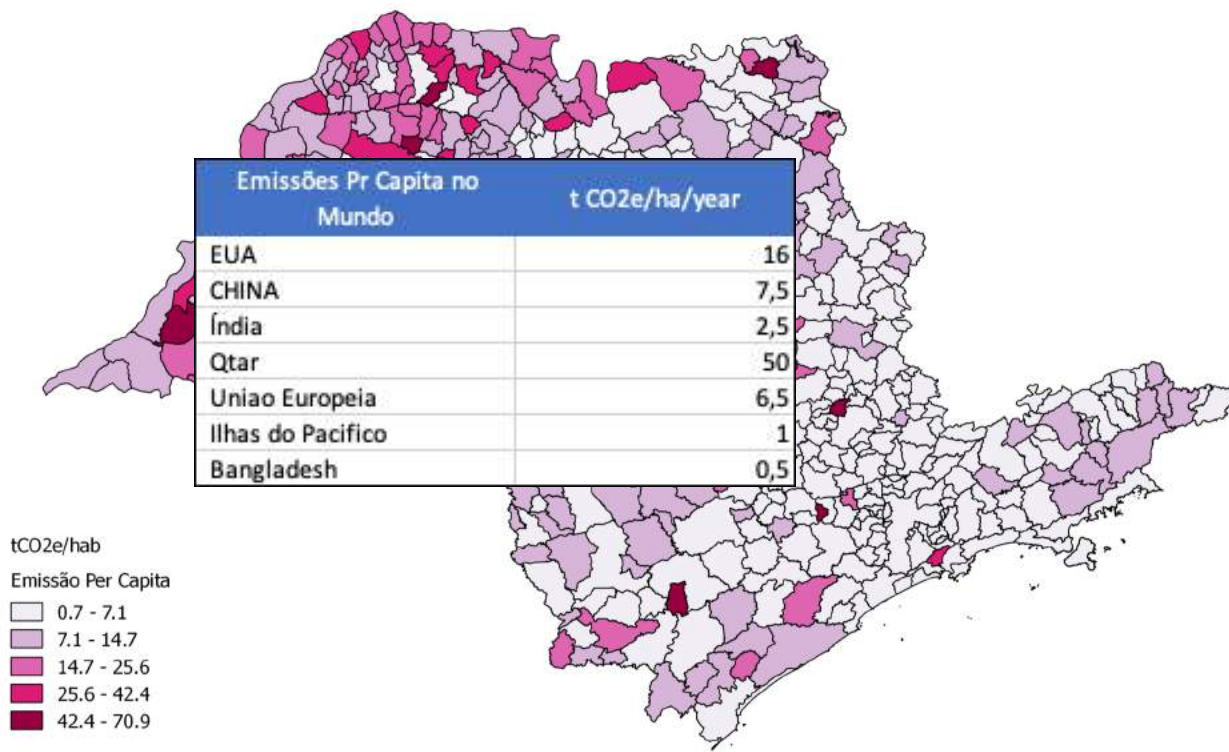 Emissões Pr Capita no
Mundo
t CO2e/ha/year
EUA 16
CHINA 7,5
Índia 2,5
Qtar 50
Uniao Europeia 6,5
Ilhas do Pacifico 1
Bangladesh 0,5
tCO2e/hab
Emissão Per Capita
0.7 - 7.1
7.1 - 14.7
14.7 - 25.6
25.6 - 42.4
42.4 - 70.9